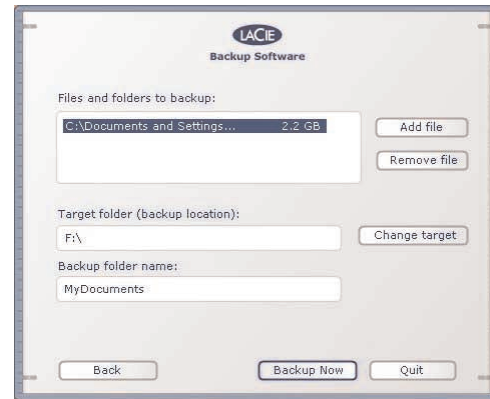 LACIE
Backup Software
Files and folders to backup:
C:\Documents and Settings... 2.2 GB
Add file
Remove file
Target folder (backup location):
F:\
Change target
Backup folder name:
MyDocuments
Back
Backup Now
Quit